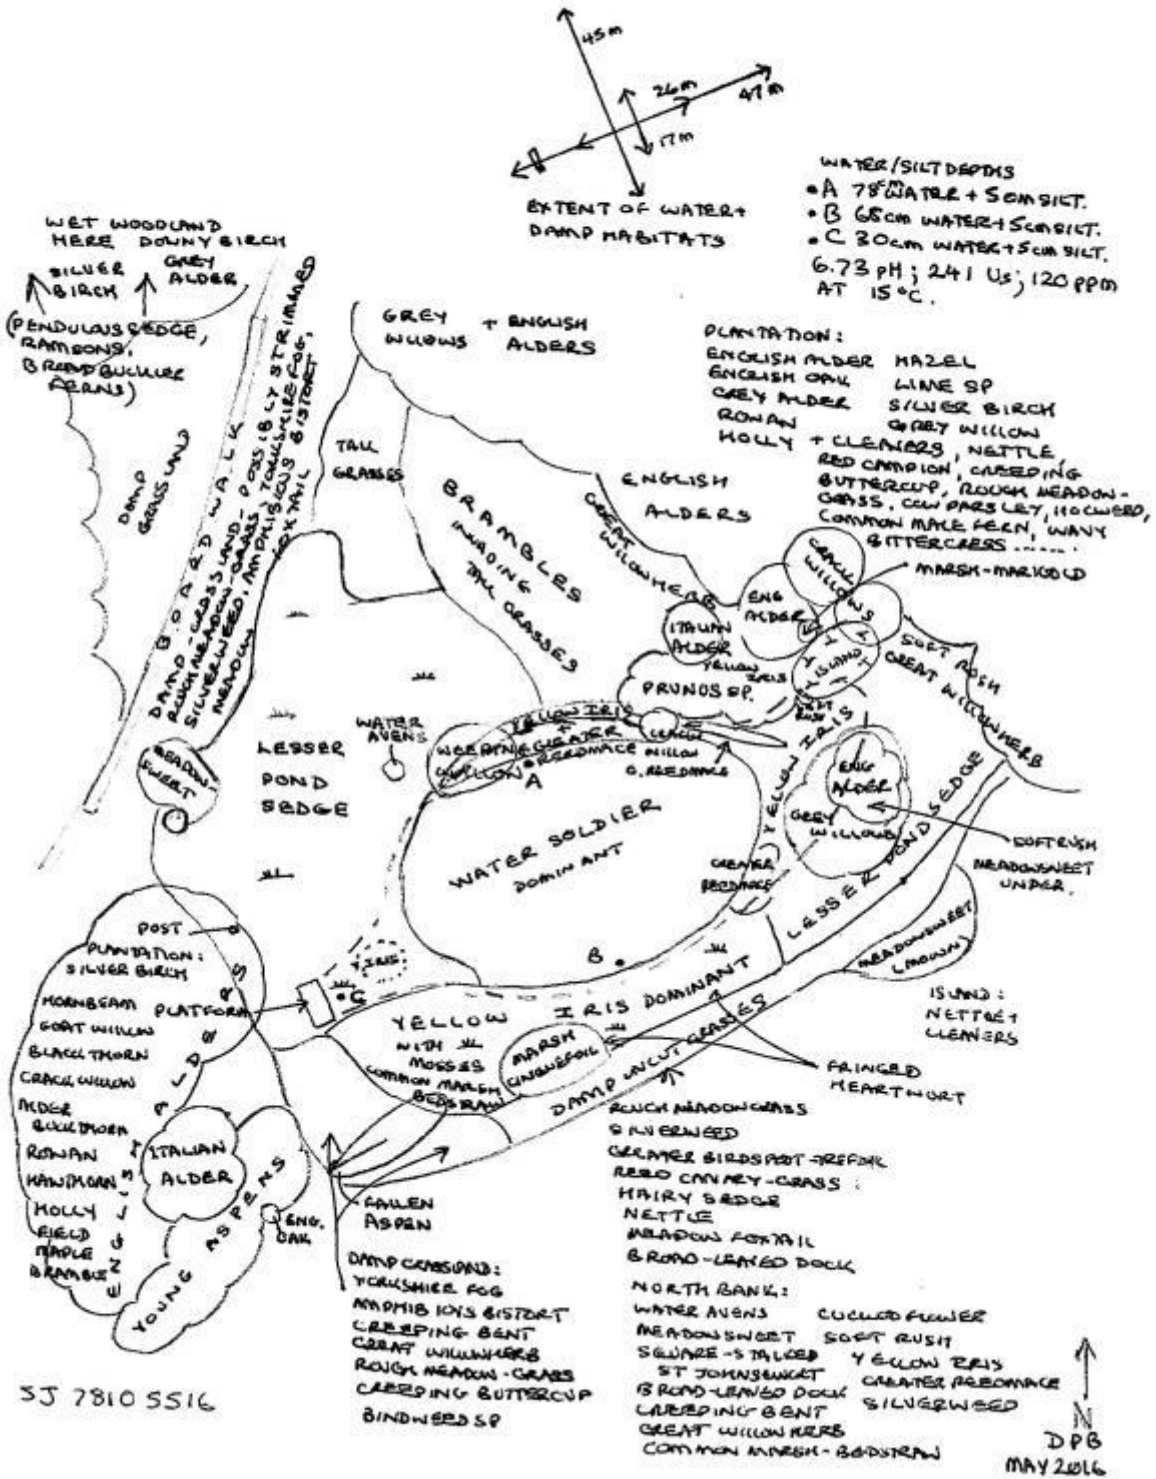 45m
26m
47m
17m
EXTENT OF WATER +
DAMP HABITATS
WATER/SILT DEPTHS
• A 78cm WATER + 5cm SILT.
• B 68cm WATER + 5cm SILT.
• C 30cm WATER + 5cm SILT.
6.73 pH; 241 Us; 120 ppm
AT 15°C.
WET WOODLAND
HERE DOWNY BIRCH
SILVER
BIRCH
GREY
ALDER
(PENDULOUS SEDGE,
RAMSONS,
BROAD BUCKLER
FERNS)
BOARD WALK
DAMP
GRASSLAND
DAMP-GRASSLAND-POSSIBLY STRIMMED
ROUGH MEADOW-GRASS, YORKSHIRE FOG,
SILVERWEED, AMPHIBIOUS BISTORT
MEADOW FOXTAIL
GREY + ENGLISH
WILLOWS ALDERS
TALL
GRASSES
BRAMBLES
INVADING
TALL GRASSES
GREAT
WILLOWHERB
ENGLISH
ALDERS
PLANTATION:
ENGLISH ALDER HAZEL
ENGLISH OAK LIME SP
GREY ALDER SILVER BIRCH
ROWAN GREY WILLOW
HOLLY + CLEAVERS, NETTLE,
RED CAMPION, CREEPING
BUTTERCUP, ROUGH MEADOW-
GRASS, COW PARSLEY, HOGWEED,
COMMON MALE FERN, WAVY
BITTERCRESS ......
CRACK
WILLOWS
MARSH-MARIGOLD
ENG
ALDER
ITALIAN
ALDER
YELLOW
IRIS
ISLAND
PRUNUS SP.
SOFT
RUSH
SOFT RUSH
GREAT WILLOWHERB
MEADOW
SWEET
LESSER
POND
SEDGE
WATER
AVENS
YELLOW IRIS
WEEPING
WILLOW
GREATER
REEDMACE
A
CRACK
WILLOW
G. REEDMACE
YELLOW IRIS
ENG
ALDER
GREY
WILLOWS
WATER SOLDIER
DOMINANT
GREATER
REEDMACE
LESSER POND SEDGE
SOFT RUSH
MEADOWSWEET
UNDER.
MEADOWSWEET
(MOWN)
ISLAND:
NETTLE +
CLEAVERS
POST
PLANTATION:
SILVER BIRCH
HORNBEAM
GOAT WILLOW
BLACKTHORN
CRACK WILLOW
ALDER
BUCKTHORN
ROWAN
HAWTHORN
HOLLY
FIELD
MAPLE
BRAMBLE
PLATFORM
Y. IRIS
• C
B •
YELLOW IRIS DOMINANT
WITH
MOSSES
COMMON MARSH
BEDSTRAW
MARSH
CINQUEFOIL
DAMP UNCUT GRASSES
FRINGED
HEARTWORT
ENGLISH ALDERS
ITALIAN
ALDER
YOUNG ASPENS
ENG.
OAK
FALLEN
ASPEN
ROUGH MEADOW GRASS
SILVERWEED
GREATER BIRDSFOOT-TREFOIL
REED CANARY-GRASS
HAIRY SEDGE
NETTLE
MEADOW FOXTAIL
BROAD-LEAVED DOCK
DAMP GRASSLAND:
YORKSHIRE FOG
AMPHIBIOUS BISTORT
CREEPING BENT
GREAT WILLOWHERB
ROUGH MEADOW-GRASS
CREEPING BUTTERCUP
BINDWEED SP
NORTH BANK:
WATER AVENS CUCKOOFLOWER
MEADOWSWEET SOFT RUSH
SQUARE-STALKED YELLOW IRIS
ST JOHNSWORT GREATER REEDMACE
BROAD-LEAVED DOCK SILVERWEED
CREEPING BENT
GREAT WILLOWHERB
COMMON MARSH-BEDSTRAW
SJ 7810 5516
N
DPB
MAY 2016